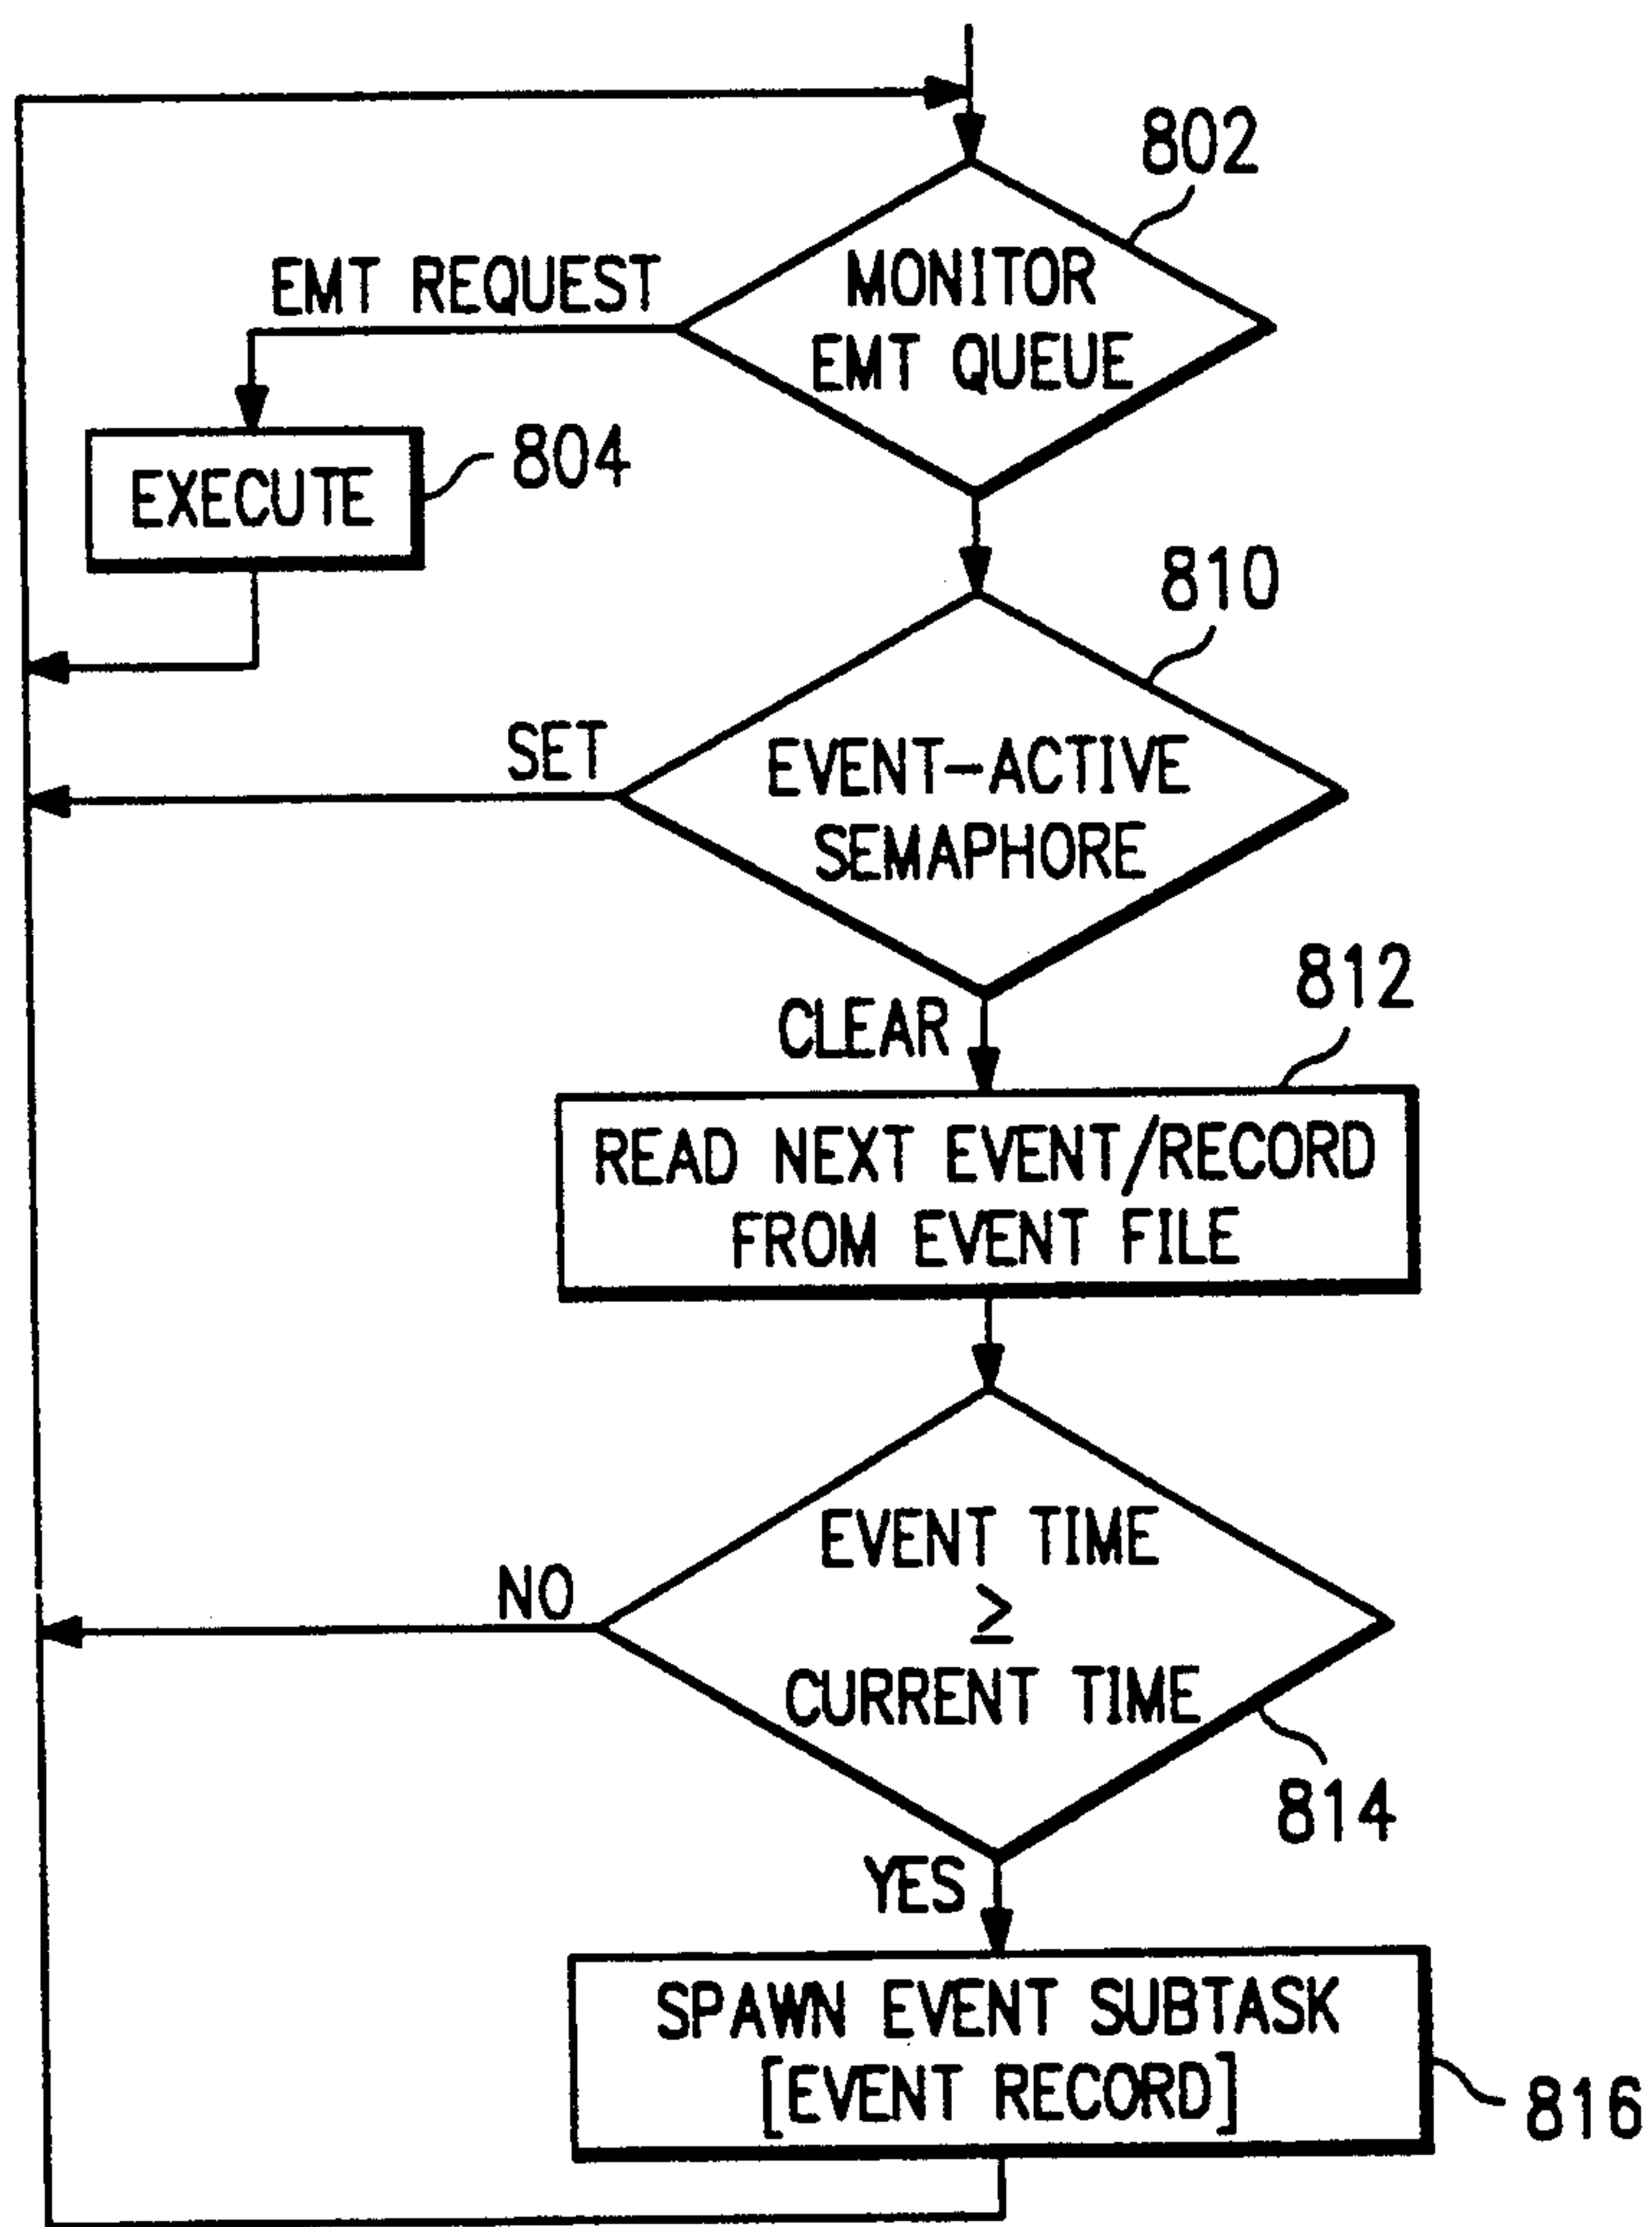 802
MONITOR
EMT QUEUE
EMT REQUEST
EXECUTE
804
810
SET
EVENT-ACTIVE
SEMAPHORE
CLEAR
812
READ NEXT EVENT/RECORD
FROM EVENT FILE
EVENT TIME
≥
CURRENT TIME
NO
814
YES
SPAWN EVENT SUBTASK
[EVENT RECORD]
816